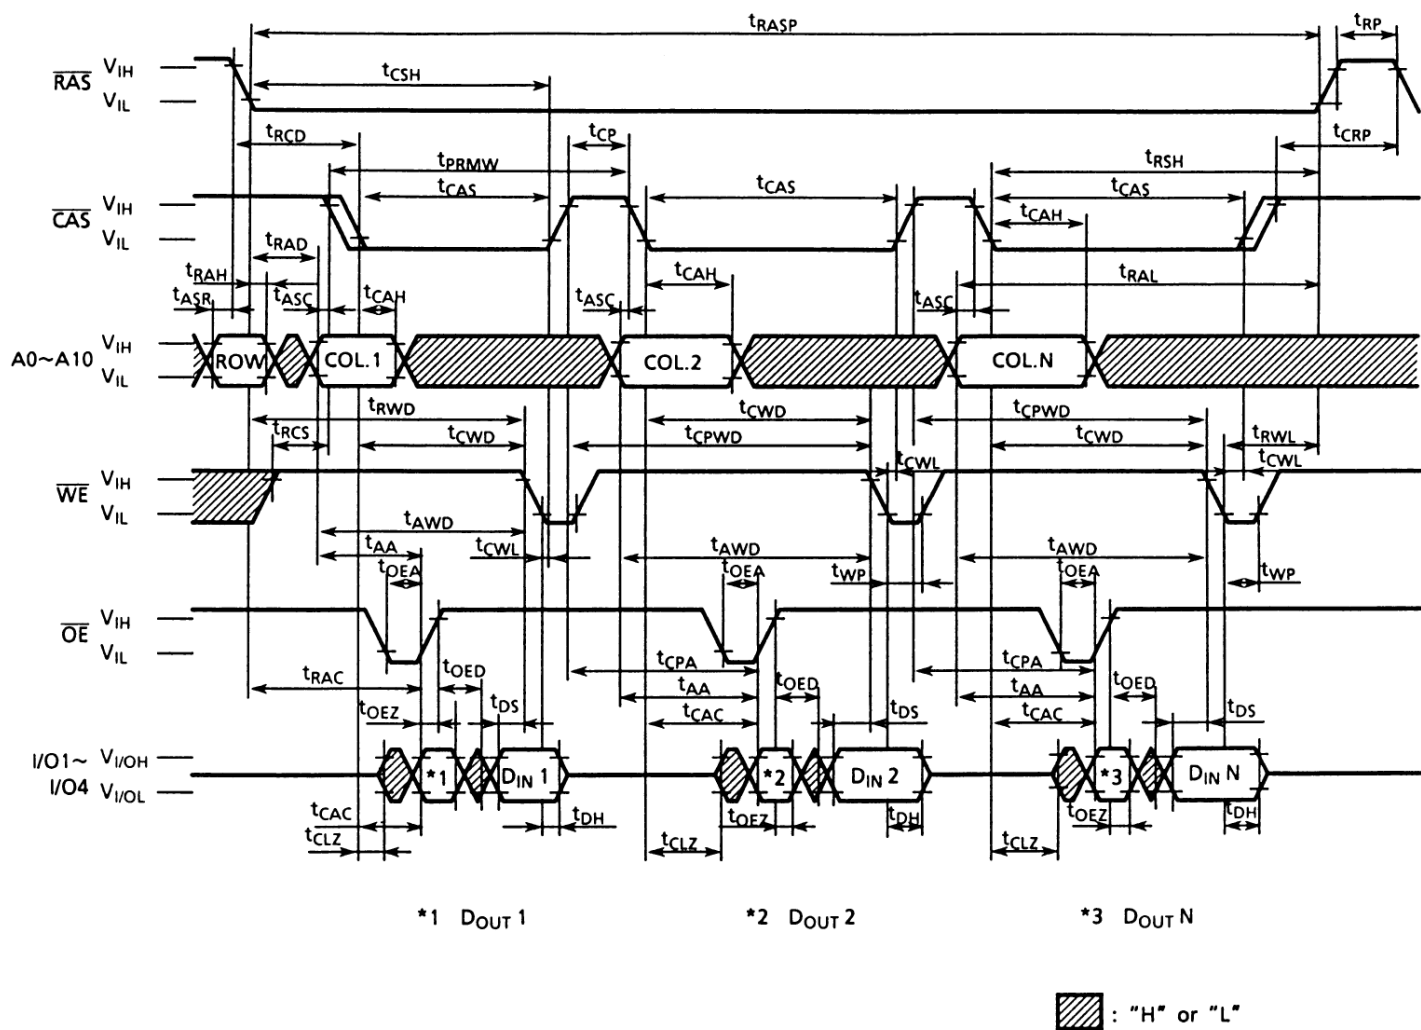 tRASP
tRP
RAS
VIH
VIL
tCSH
tRCD
tCP
tCRP
tPRMW
tRSH
CAS
VIH
VIL
tCAS
tCAS
tCAS
tCAH
tRAD
tRAH
tASR
tASC
tCAH
tASC
tCAH
tASC
tRAL
A0~A10
VIH
VIL
ROW
COL.1
COL.2
COL.N
tRWD
tCWD
tCPWD
tRCS
tCWD
tCPWD
tCWD
tRWL
WE
VIH
VIL
tCWL
tCWL
tAWD
tAA
tCWL
tAWD
tAWD
tOEA
tOEA
tWP
tOEA
tWP
OE
VIH
VIL
tRAC
tOED
tCPA
tOED
tCPA
tOED
tAA
tAA
tOEZ
tDS
tCAC
tDS
tCAC
tDS
I/O1~
I/O4
VI/OH
VI/OL
*1
DIN 1
*2
DIN 2
*3
DIN N
tCAC
tDH
tOEZ
tDH
tOEZ
tDH
tCLZ
tCLZ
tCLZ
*1 DOUT 1
*2 DOUT 2
*3 DOUT N
: "H" or "L"